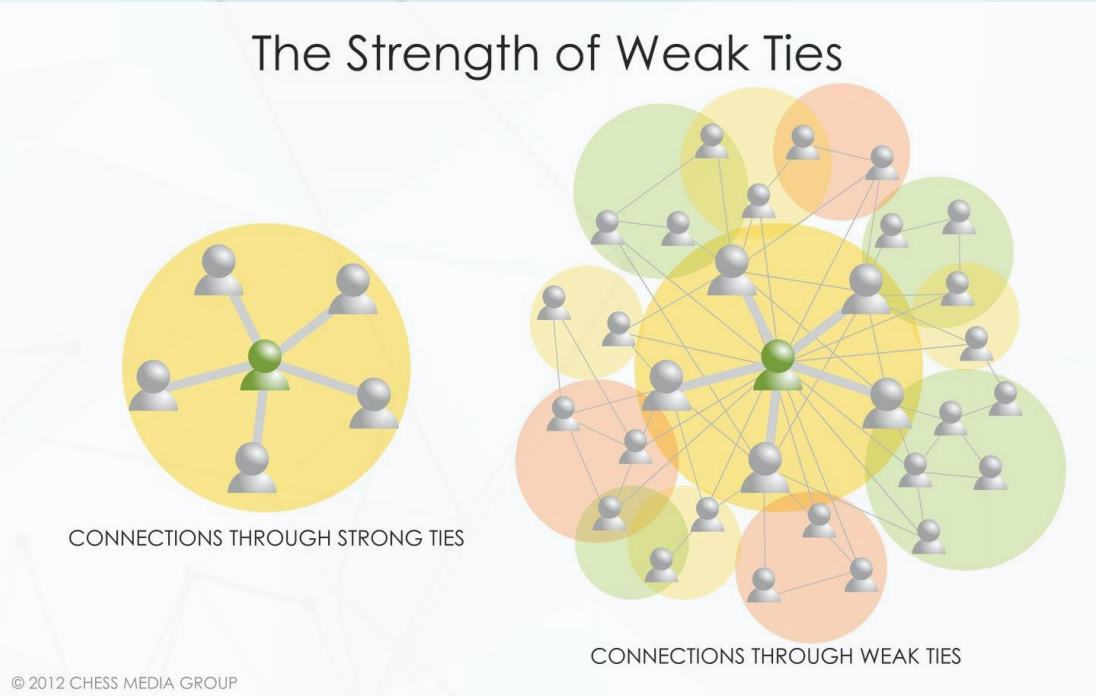 The Strength of Weak Ties
CONNECTIONS THROUGH STRONG TIES
CONNECTIONS THROUGH WEAK TIES
© 2012 CHESS MEDIA GROUP